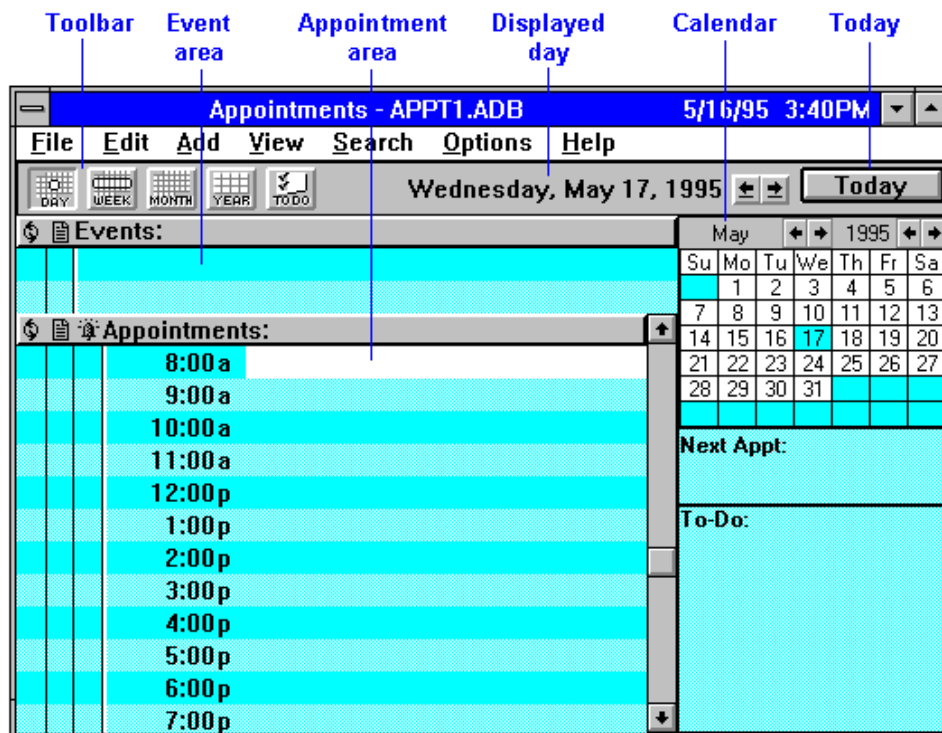 Toolbar Event area Appointment area Displayed day Calendar Today
Appointments - APPT1.ADB 5/16/95 3:40PM
File Edit Add View Search Options Help
DAY WEEK MONTH YEAR TODO Wednesday, May 17, 1995 Today
Events:
May 1995
Su Mo Tu We Th Fr Sa
1 2 3 4 5 6
7 8 9 10 11 12 13
14 15 16 17 18 19 20
21 22 23 24 25 26 27
28 29 30 31
Appointments:
8:00a
9:00a
10:00a
11:00a
12:00p
1:00p
2:00p
3:00p
4:00p
5:00p
6:00p
7:00p
Next Appt:
To-Do: